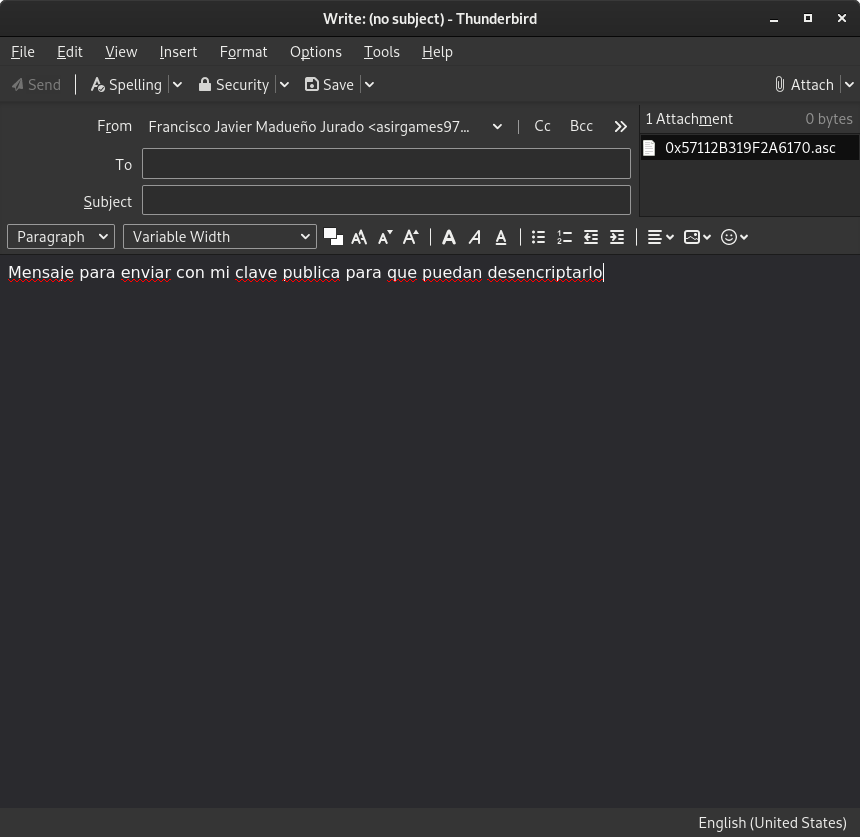 Write: (no subject) - Thunderbird
File Edit View Insert Format Options Tools Help
Send Spelling Security Save Attach
From Francisco Javier Madueño Jurado <asirgames97... Cc Bcc
1 Attachment 0 bytes
0x57112B319F2A6170.asc
To
Subject
Paragraph Variable Width
Mensaje para enviar con mi clave publica para que puedan desencriptarlo
English (United States)